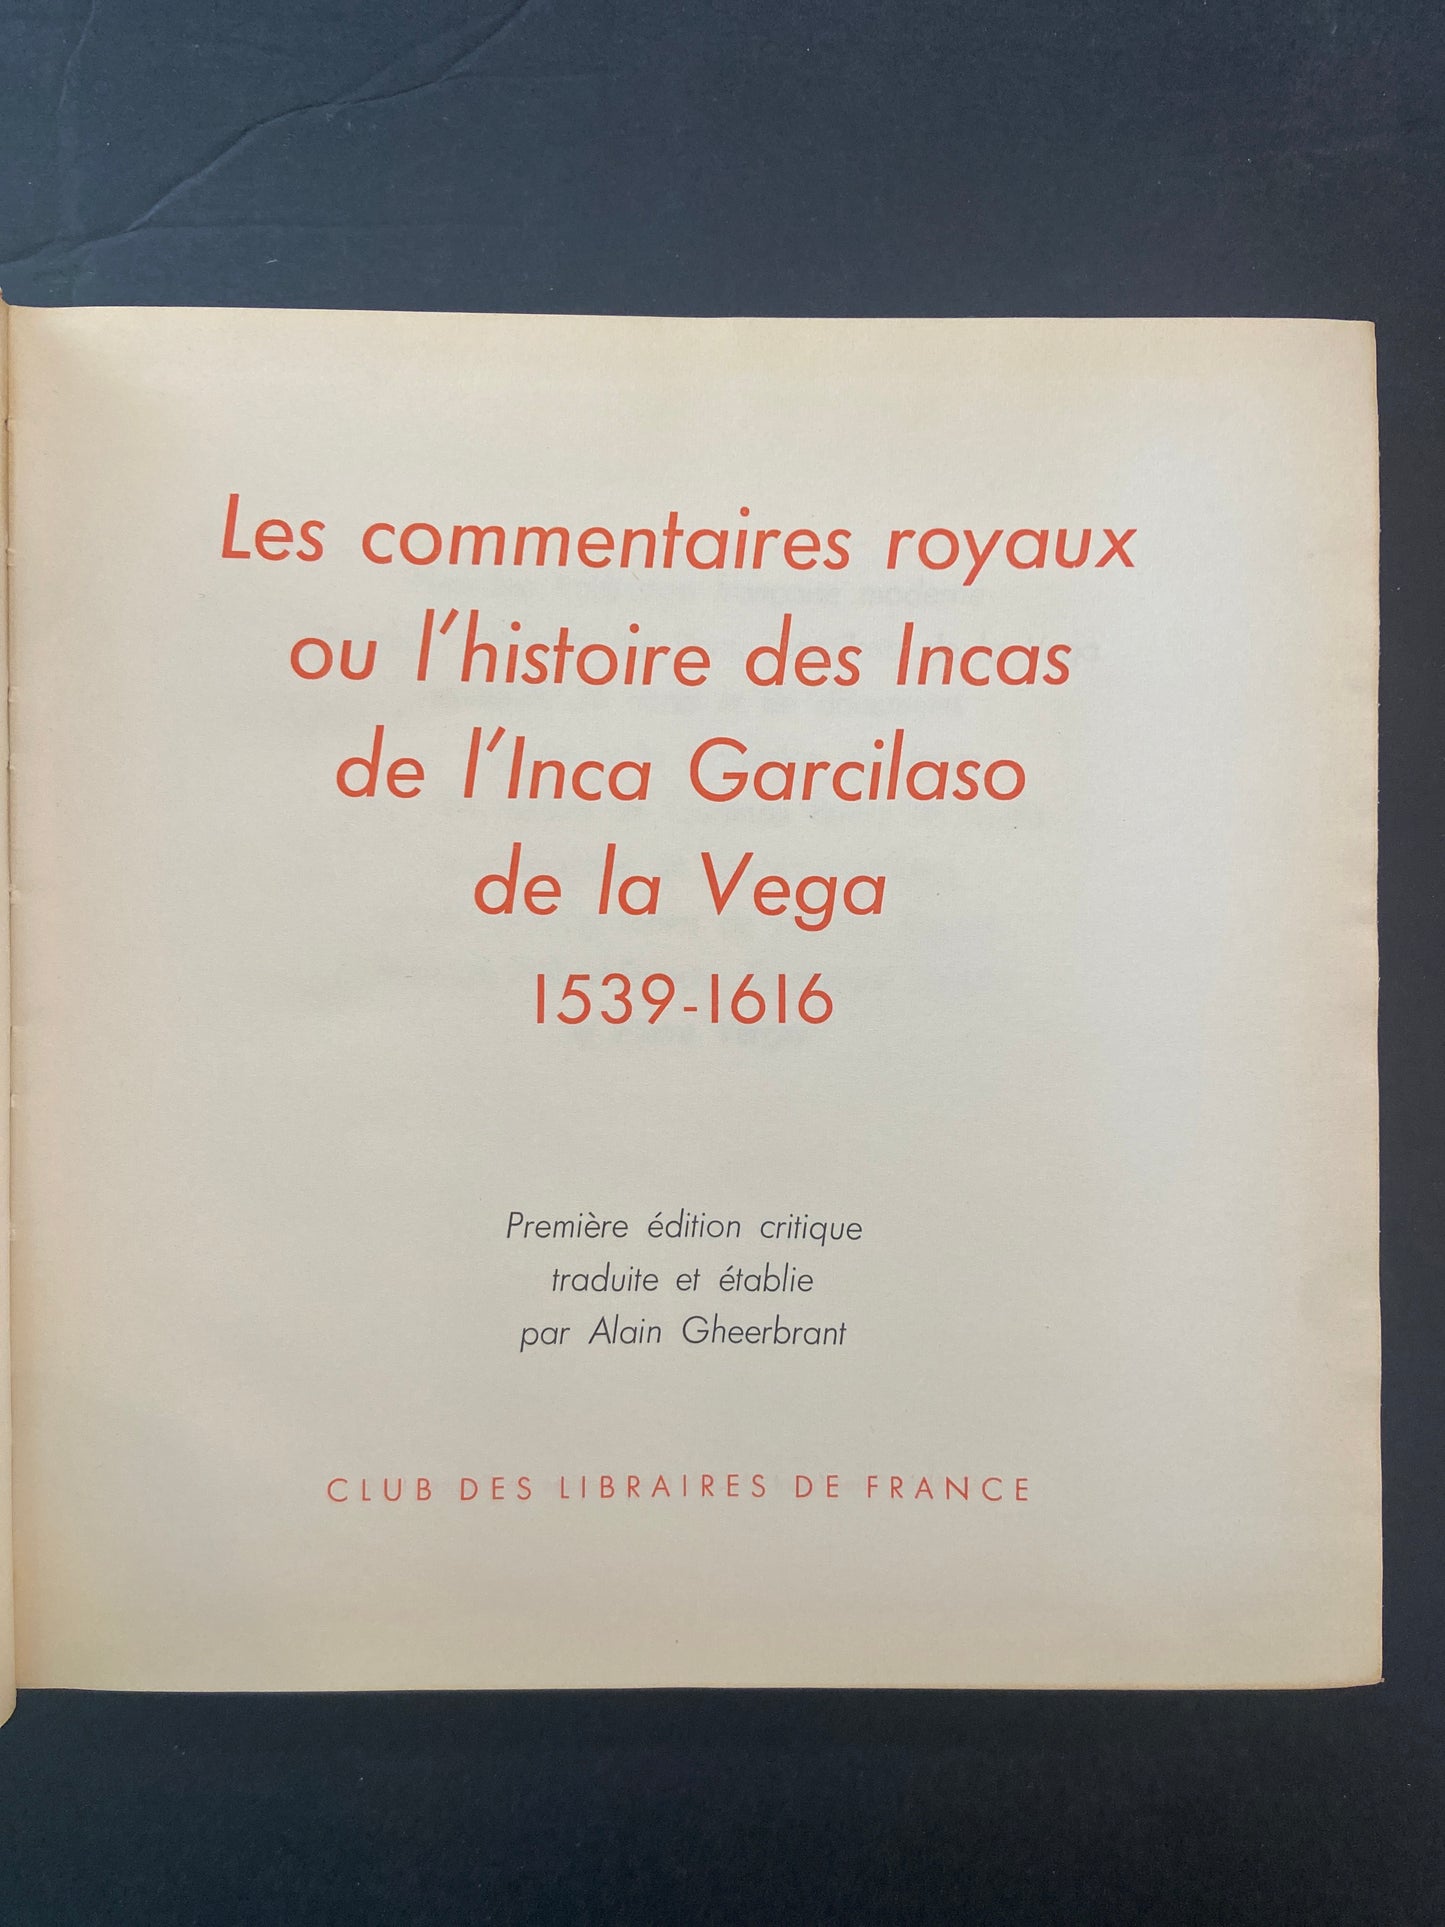 Les commentaires royaux
ou l'histoire des Incas
de l'Inca Garcilaso
de la Vega
1539-1616
Première édition critique
traduite et établie
par Alain Gheerbrant
CLUB DES LIBRAIRES DE FRANCE